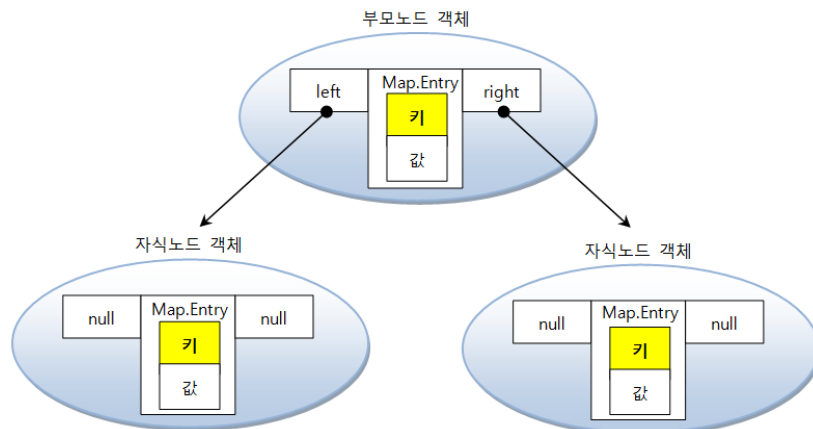 부모노드 객체
left
Map.Entry
right
키
값
자식노드 객체
null
Map.Entry
null
키
값
자식노드 객체
null
Map.Entry
null
키
값